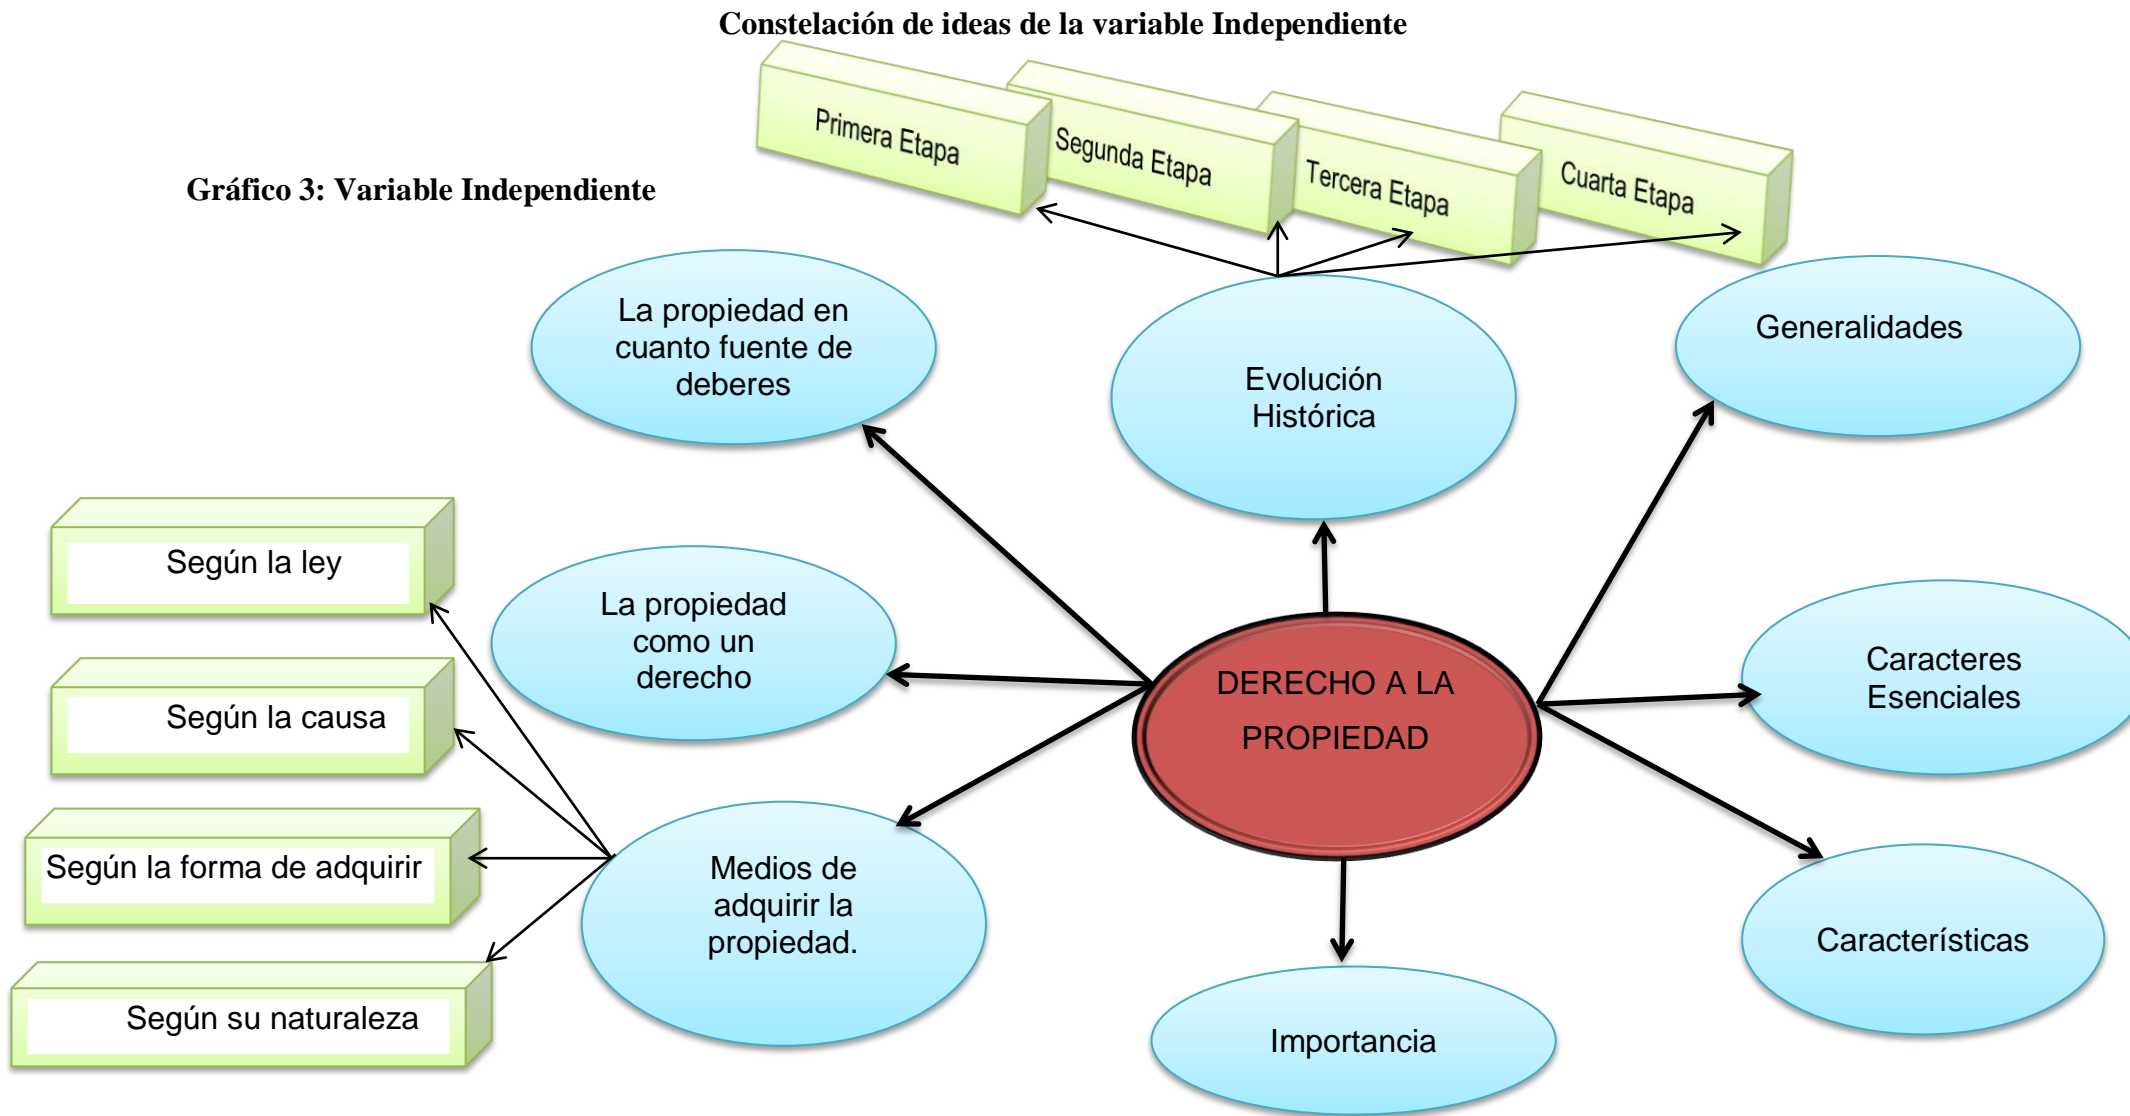 Constelación de ideas de la variable Independiente
Primera Etapa
Segunda Etapa
Tercera Etapa
Cuarta Etapa
Gráfico 3: Variable Independiente
La propiedad en
cuanto fuente de
deberes
Evolución
Histórica
Generalidades
Según la ley
La propiedad
como un
derecho
DERECHO A LA
PROPIEDAD
Caracteres
Esenciales
Según la causa
Según la forma de adquirir
Medios de
adquirir la
propiedad.
Características
Según su naturaleza
Importancia